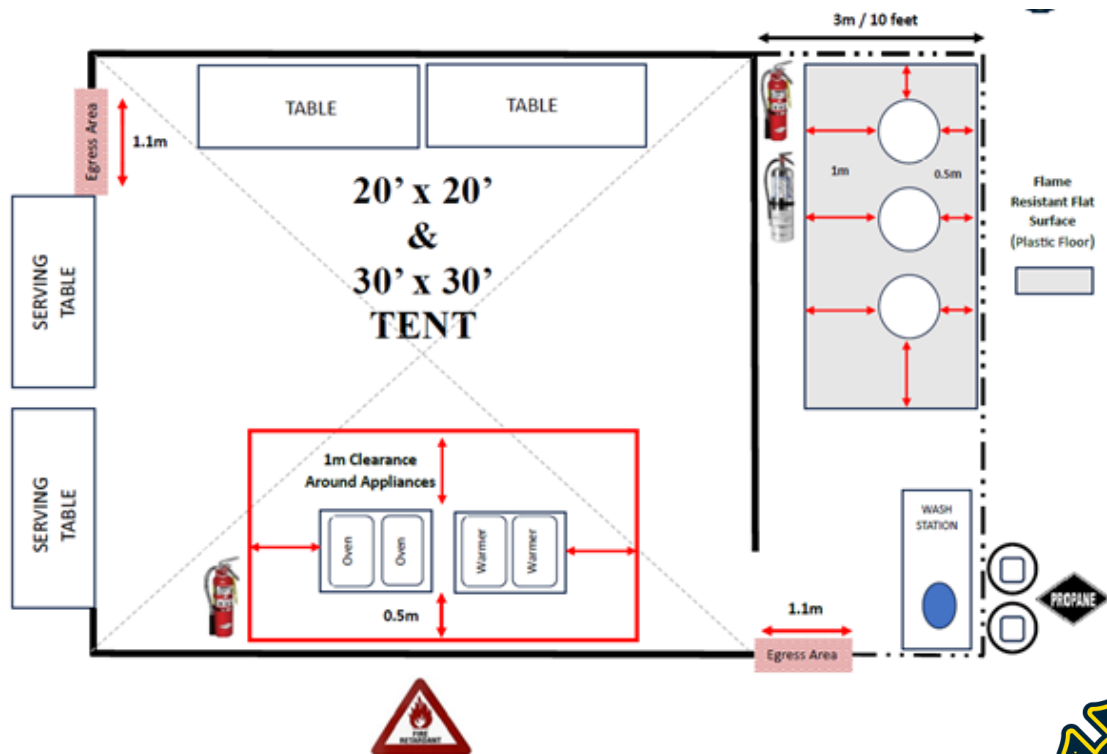 3m / 10 feet
TABLE
TABLE
Egress Area
1.1m
20' x 20'
&
30' x 30'
TENT
1m
0.5m
Flame
Resistant Flat
Surface
(Plastic Floor)
SERVING
TABLE
SERVING
TABLE
1m Clearance
Around Appliances
Oven
Oven
Warmer
Warmer
0.5m
WASH
STATION
PROPANE
1.1m
Egress Area
FIRE
RETARDANT